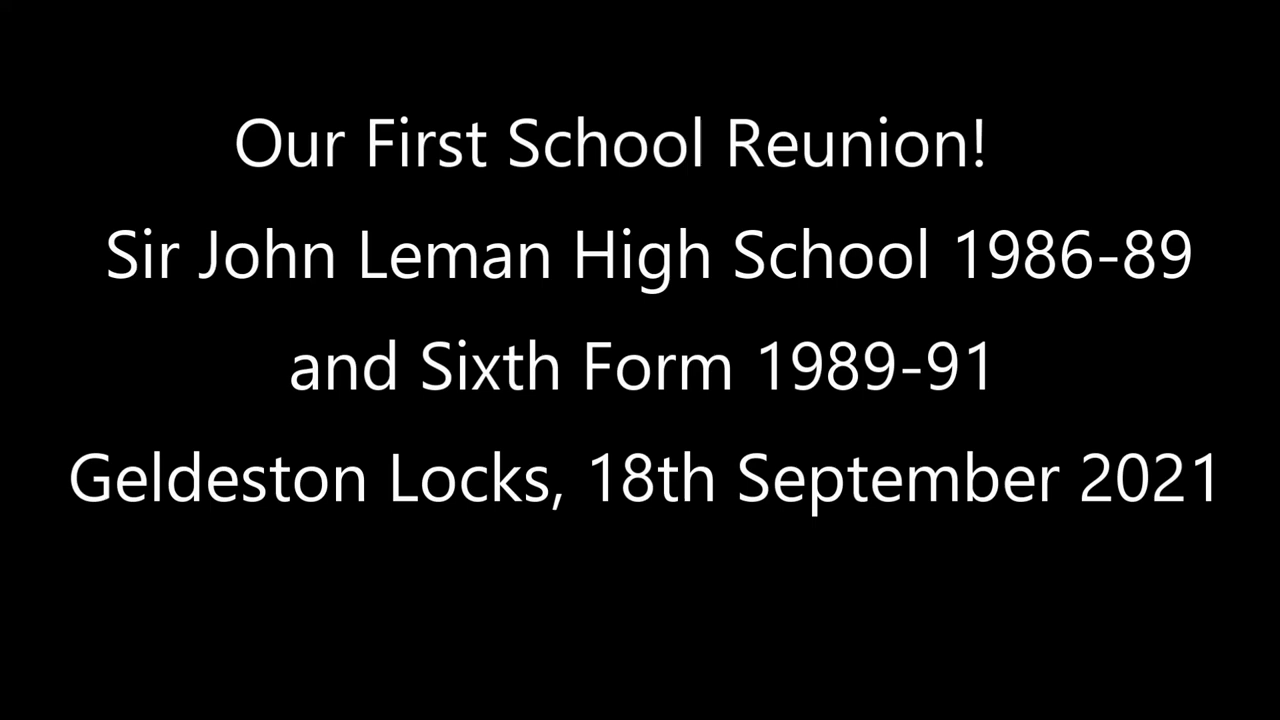 Our First School Reunion!
Sir John Leman High School 1986-89
and Sixth Form 1989-91
Geldeston Locks, 18th September 2021